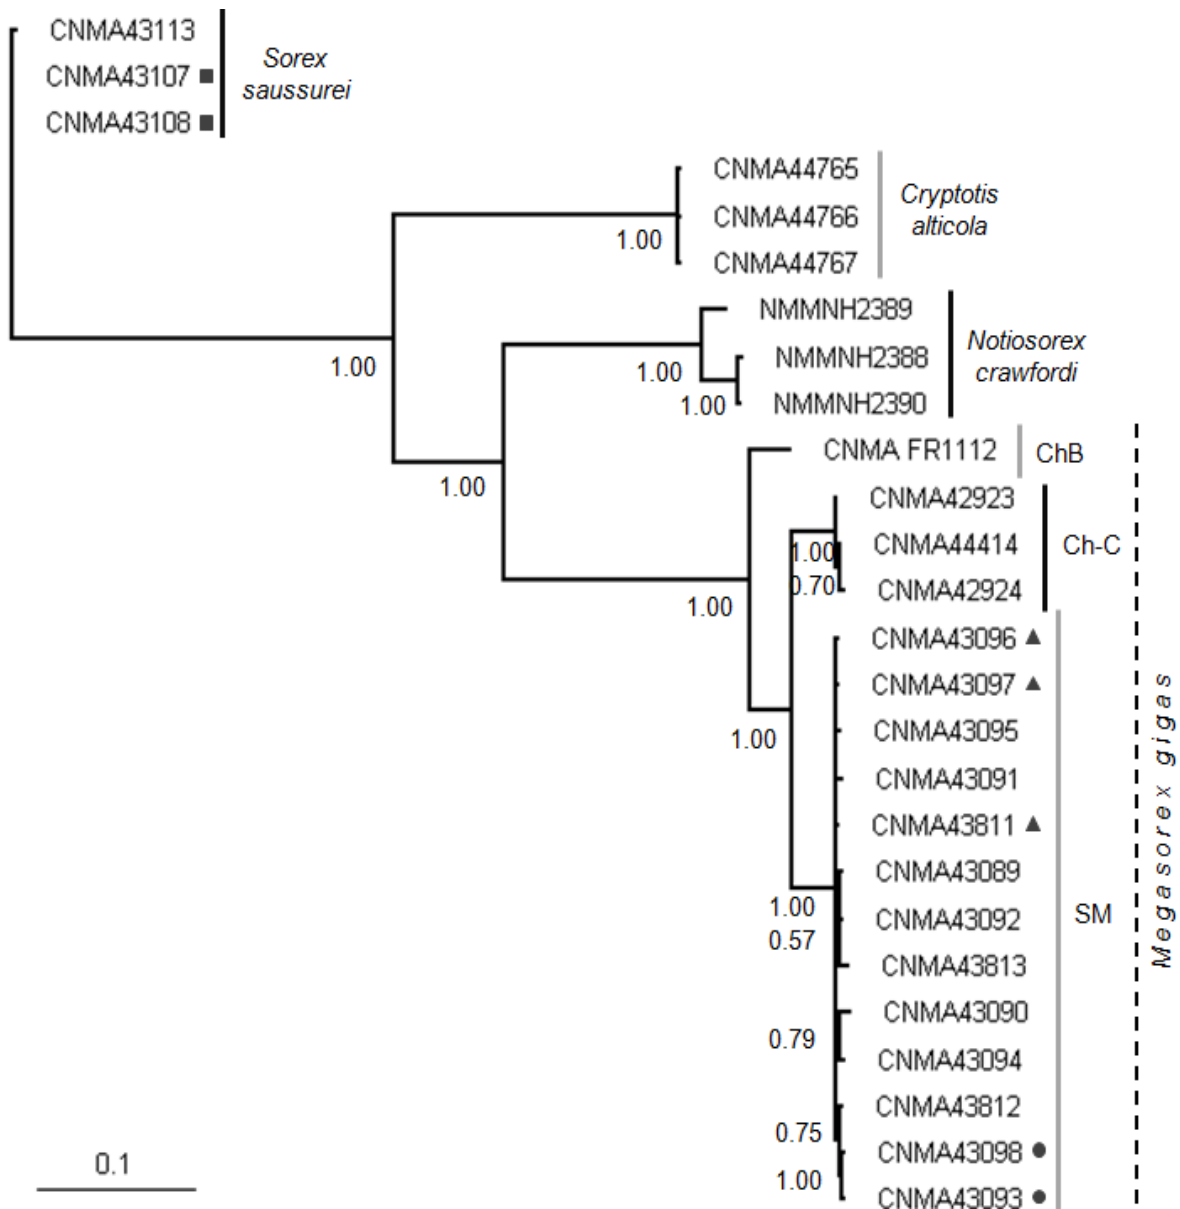 CNMA43113
CNMA43107 ■
CNMA43108 ■
Sorex
saussurei
CNMA44765
CNMA44766
CNMA44767
Cryptotis
alticola
1.00
NMMNH2389
NMMNH2388
NMMNH2390
Notiosorex
crawfordi
1.00
1.00
1.00
CNMA FR1112
ChB
1.00
CNMA42923
CNMA44414
CNMA42924
Ch-C
1.00
0.70
1.00
CNMA43096 ▲
CNMA43097 ▲
CNMA43095
CNMA43091
CNMA43811 ▲
CNMA43089
CNMA43092
CNMA43813
CNMA43090
CNMA43094
CNMA43812
CNMA43098 ●
CNMA43093 ●
1.00
1.00
0.57
0.79
0.75
1.00
SM
Megasorex gigas
0.1